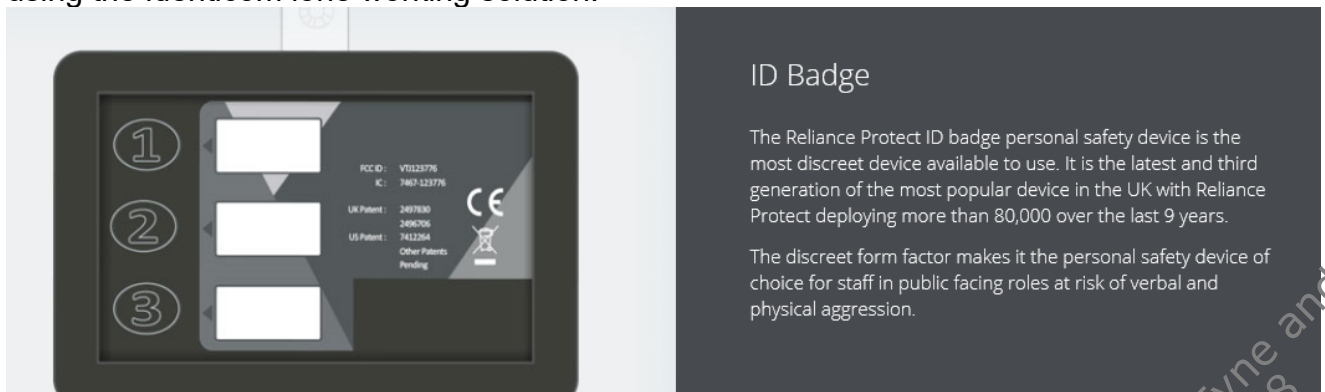 using the Identicom lone working solution.
1
2
3
FCC ID : VTJ123776
IC : 7467-123776
UK Patent : 2497830
2496706
US Patent : 7412264
Other Patents
Pending
CE
ID Badge
The Reliance Protect ID badge personal safety device is the
most discreet device available to use. It is the latest and third
generation of the most popular device in the UK with Reliance
Protect deploying more than 80,000 over the last 9 years.
The discreet form factor makes it the personal safety device of
choice for staff in public facing roles at risk of verbal and
physical aggression.
yne and
8